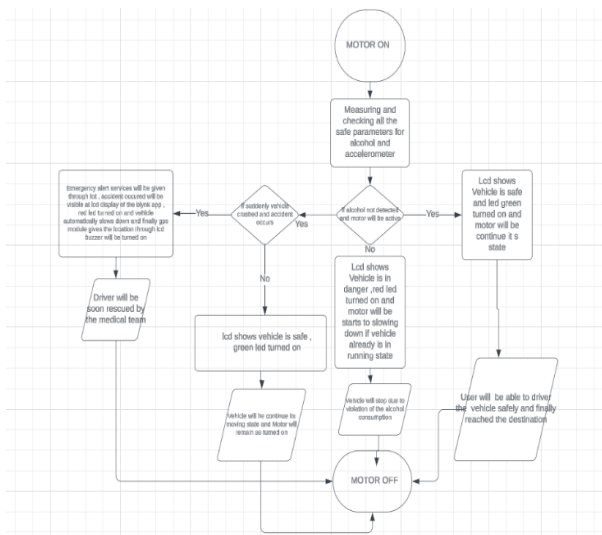 MOTOR ON
Measuring and
checking all the
safe parameters for
alcohol and
accelerometer
Emergency alert services will be given
through Iot , accident occured will be
visible at lcd display of the blynk app ,
red led turned on and vehicle
automatically slows down and finally gps
module gives the location through lcd
buzzer will be turned on
Yes
If suddenly vehicle
crashed and accident
occurs
Yes
If alcohol not detected
and motor will be active
Yes
Lcd shows
Vehicle is safe
and led green
turned on and
motor will be
continue it s
state
No
No
Driver will be
soon rescued by
the medical team
lcd shows vehicle is safe ,
green led turned on
Lcd shows
Vehicle is in
danger ,red led
turned on and
motor will be
starts to slowing
down if vehicle
already is in
running state
Vehicle will be continue its
moving state and Motor will
remain as turned on
Vehicle will stop due to
violation of the alcohol
consumption
User will be able to driver
the vehicle safely and finally
reached the destination
MOTOR OFF